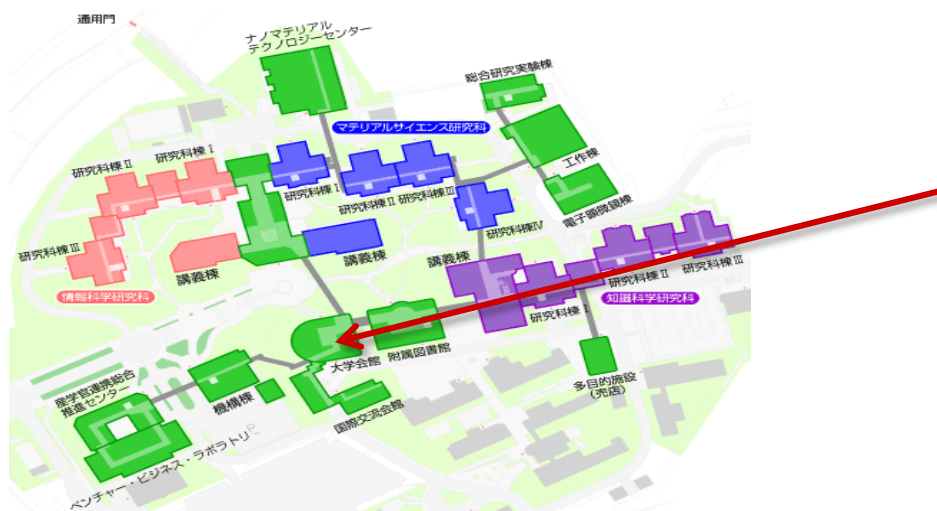 通用門
ナノマテリアル
テクノロジーセンター
総合研究実験棟
マテリアルサイエンス研究科
研究科棟Ⅰ
研究科棟Ⅱ
工作棟
研究科棟Ⅰ
研究科棟Ⅱ
研究科棟Ⅲ
電子顕微鏡棟
研究科棟Ⅳ
研究科棟Ⅲ
講義棟
講義棟
講義棟
研究科棟Ⅱ
研究科棟Ⅲ
情報科学研究科
知識科学研究科
研究科棟Ⅰ
大学会館
附属図書館
多目的施設
(売店)
産学官連携総合
推進センター
機構棟
国際交流会館
ベンチャー・ビジネス・ラボラトリ